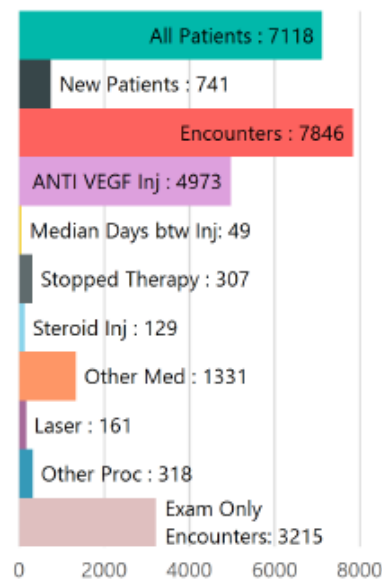 All Patients : 7118
New Patients : 741
Encounters : 7846
ANTI VEGF Inj : 4973
Median Days btw Inj: 49
Stopped Therapy : 307
Steroid Inj : 129
Other Med : 1331
Laser : 161
Other Proc : 318
Exam Only
Encounters: 3215
0 2000 4000 6000 8000